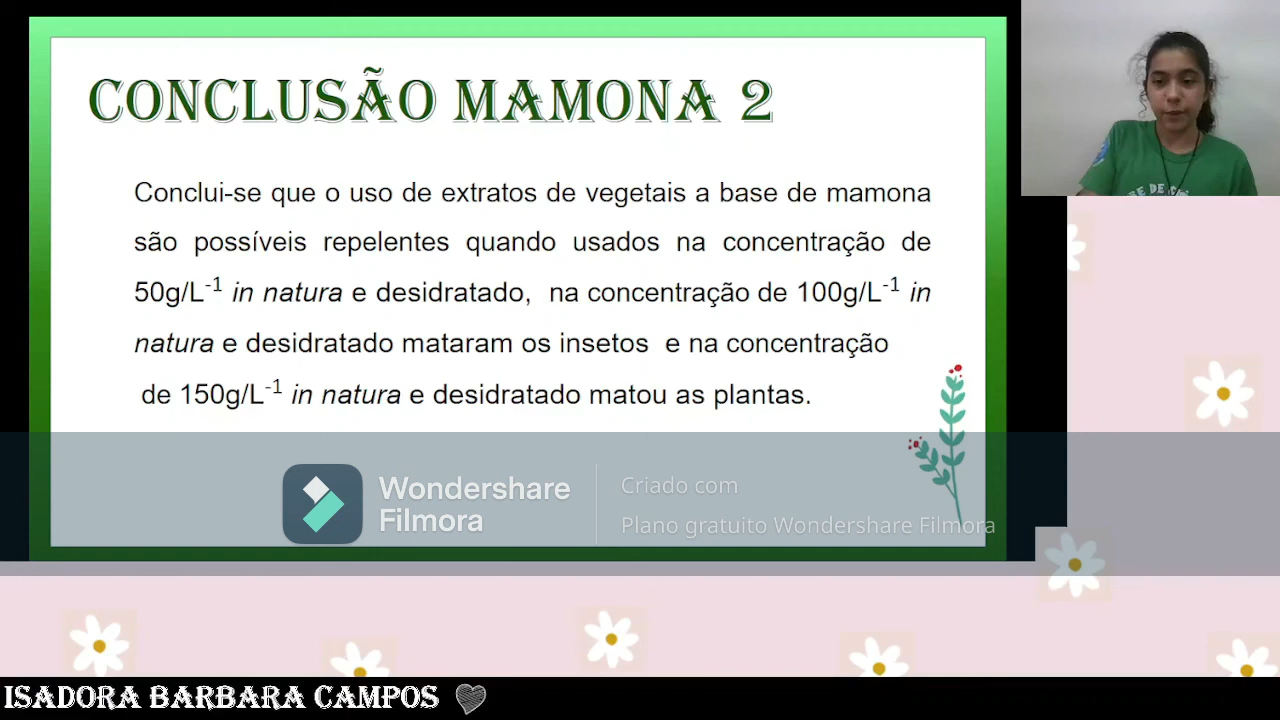 CONCLUSÃO MAMONA 2
Conclui-se que o uso de extratos de vegetais a base de mamona
são possíveis repelentes quando usados na concentração de
50g/L⁻¹ in natura e desidratado, na concentração de 100g/L⁻¹ in
natura e desidratado mataram os insetos e na concentração
de 150g/L⁻¹ in natura e desidratado matou as plantas.
Wondershare
Filmora
Criado com
Plano gratuito Wondershare Filmora
ISADORA BARBARA CAMPOS